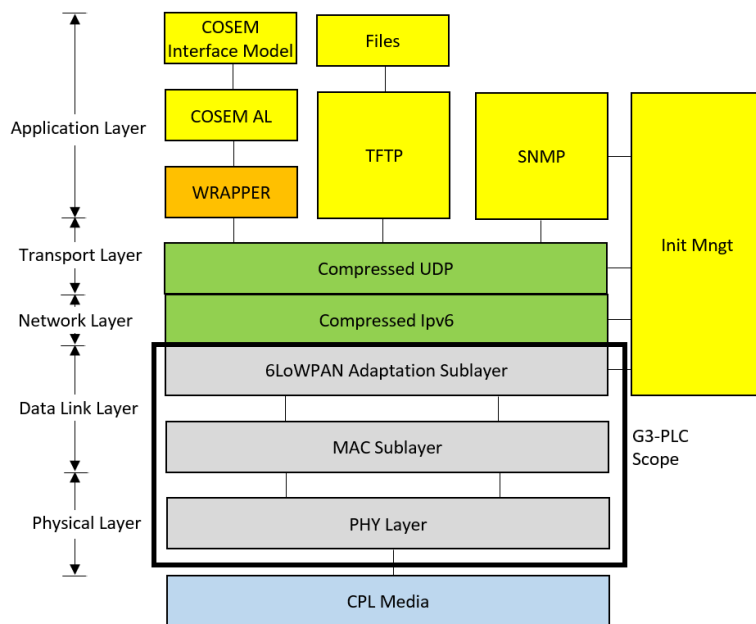 COSEM
Interface Model
Files
Application Layer
COSEM AL
TFTP
SNMP
WRAPPER
Init Mngt
Transport Layer
Compressed UDP
Network Layer
Compressed Ipv6
6LoWPAN Adaptation Sublayer
Data Link Layer
MAC Sublayer
G3-PLC
Scope
Physical Layer
PHY Layer
CPL Media